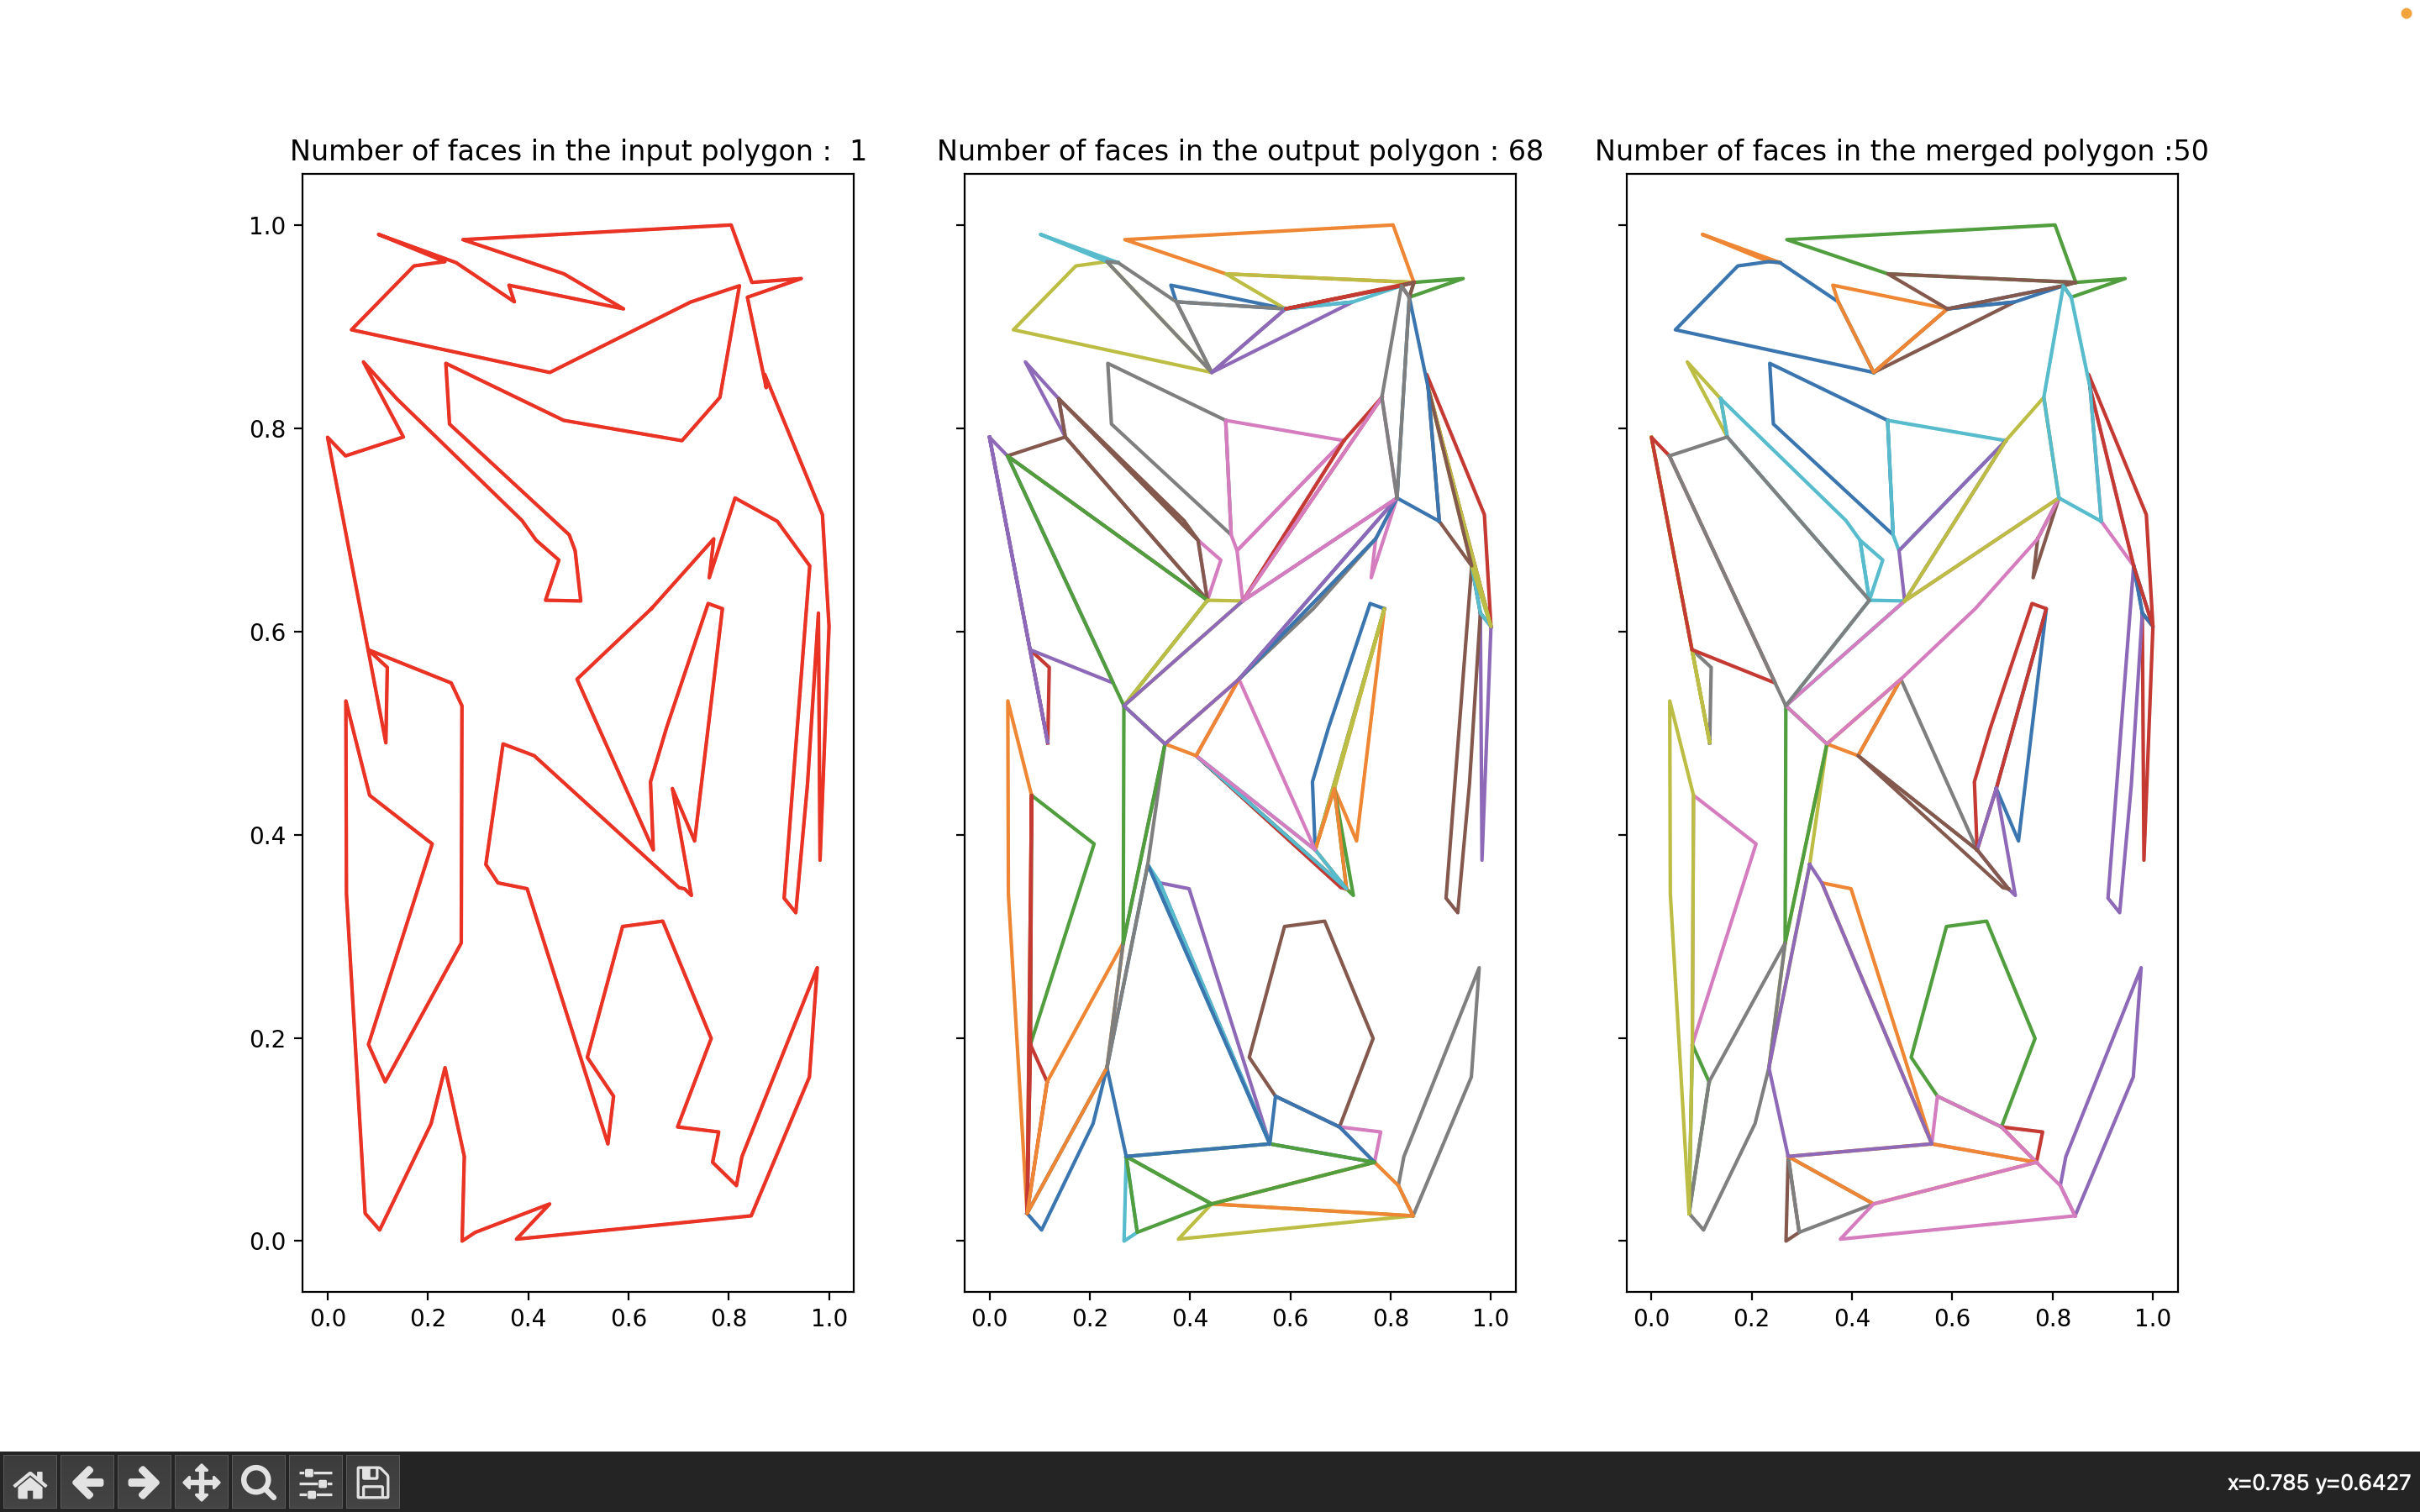 Number of faces in the input polygon :  1
Number of faces in the output polygon : 68
Number of faces in the merged polygon :50
1.0
0.8
0.6
0.4
0.2
0.0
0.0 0.2 0.4 0.6 0.8 1.0
0.0 0.2 0.4 0.6 0.8 1.0
0.0 0.2 0.4 0.6 0.8 1.0
x=0.785 y=0.6427